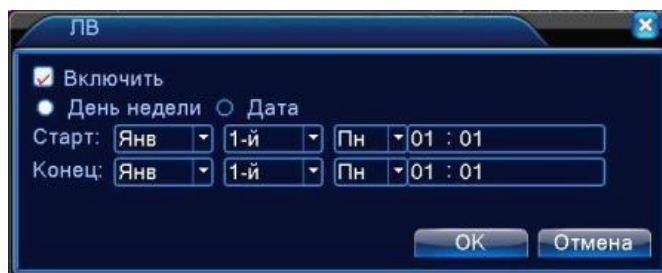 ЛВ
Включить
День недели Дата
Старт: Янв 1-й Пн 01 : 01
Конец: Янв 1-й Пн 01 : 01
OK Отмена